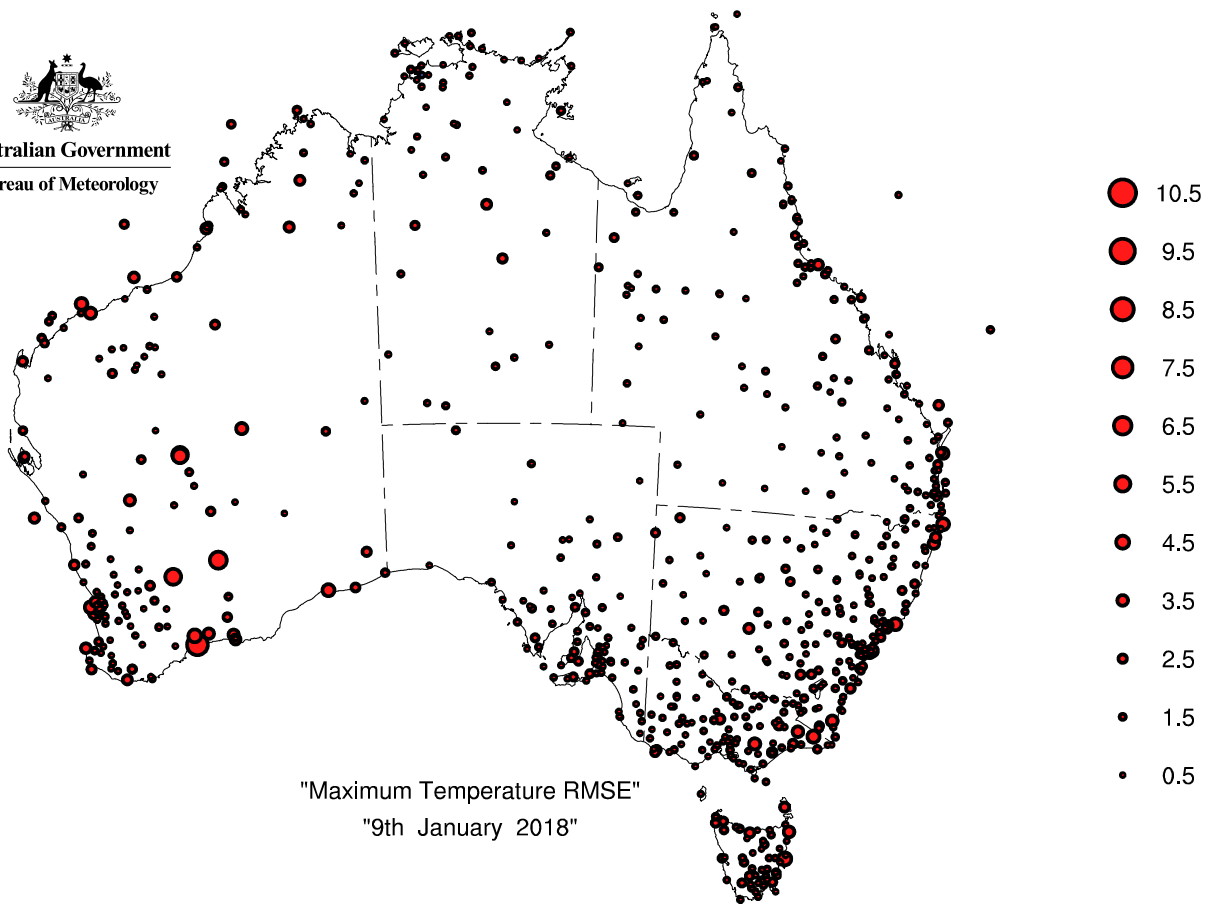 AUSTRALIA
tralian Government
reau of Meteorology
10.5
9.5
8.5
7.5
6.5
5.5
4.5
3.5
2.5
1.5
0.5
"Maximum Temperature RMSE"
"9th January 2018"